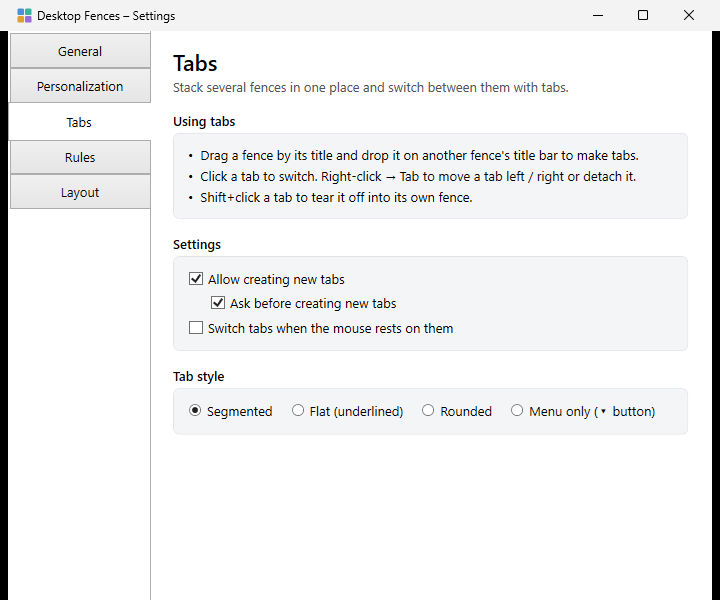 Desktop Fences – Settings
General
Personalization
Tabs
Rules
Layout
Tabs
Stack several fences in one place and switch between them with tabs.
Using tabs
• Drag a fence by its title and drop it on another fence's title bar to make tabs.
• Click a tab to switch. Right-click → Tab to move a tab left / right or detach it.
• Shift+click a tab to tear it off into its own fence.
Settings
Allow creating new tabs
Ask before creating new tabs
Switch tabs when the mouse rests on them
Tab style
Segmented Flat (underlined) Rounded Menu only (▾ button)